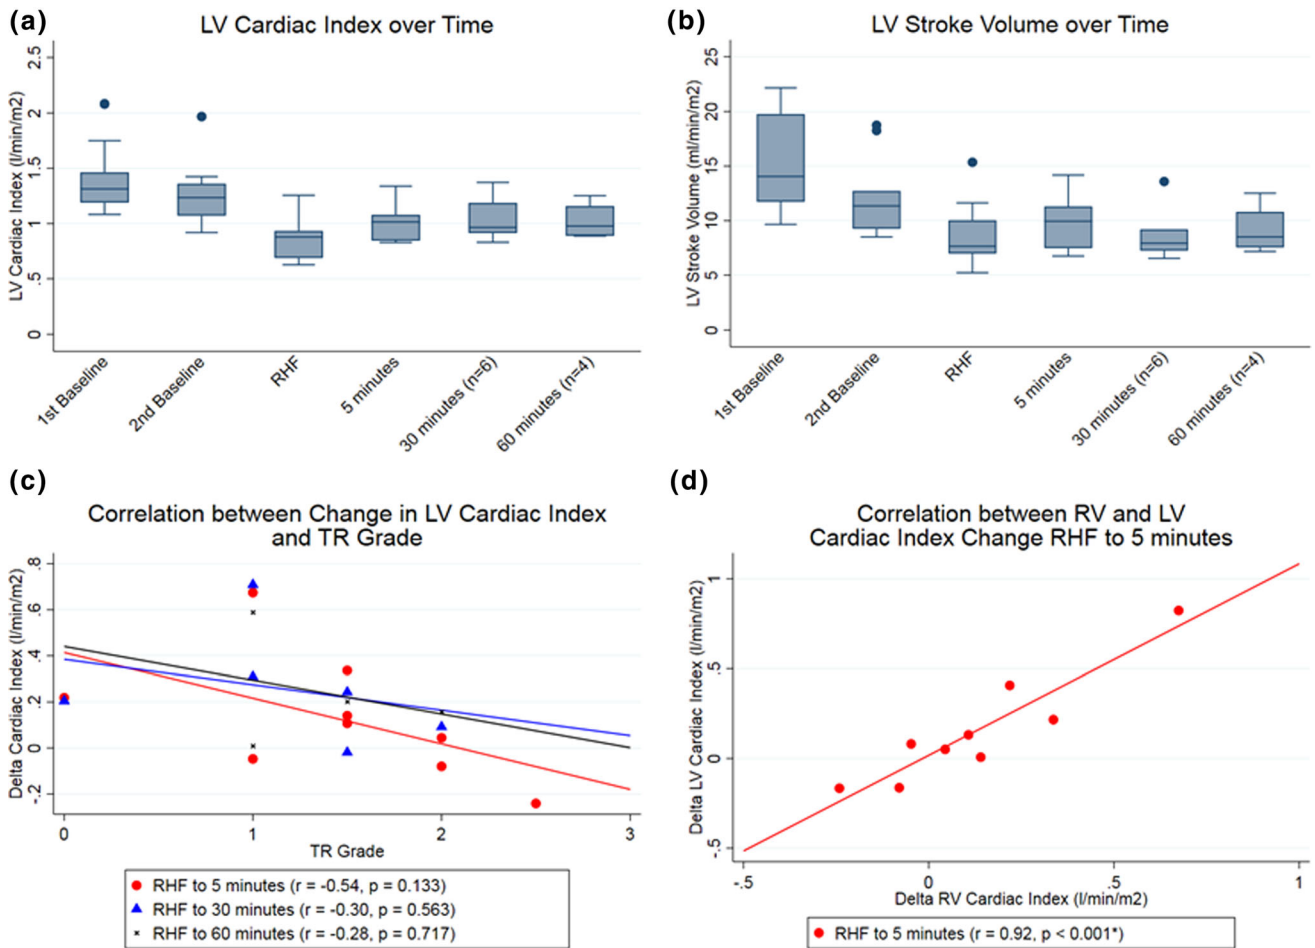 (a)
LV Cardiac Index over Time
LV Cardiac Index (l/min/m2)
2.5
2
1.5
1
.5
0
1st Baseline
2nd Baseline
RHF
5 minutes
30 minutes (n=6)
60 minutes (n=4)
(b)
LV Stroke Volume over Time
LV Stroke Volume (ml/min/m2)
25
20
15
10
5
0
1st Baseline
2nd Baseline
RHF
5 minutes
30 minutes (n=6)
60 minutes (n=4)
(c)
Correlation between Change in LV Cardiac Index
and TR Grade
Delta Cardiac Index (l/min/m2)
.8
.6
.4
.2
0
-.2
0 1 2 3
TR Grade
RHF to 5 minutes (r = -0.54, p = 0.133)
RHF to 30 minutes (r = -0.30, p = 0.563)
RHF to 60 minutes (r = -0.28, p = 0.717)
(d)
Correlation between RV and LV
Cardiac Index Change RHF to 5 minutes
Delta LV Cardiac Index (l/min/m2)
1
.5
0
-.5
-.5 0 .5 1
Delta RV Cardiac Index (l/min/m2)
RHF to 5 minutes (r = 0.92, p < 0.001*)